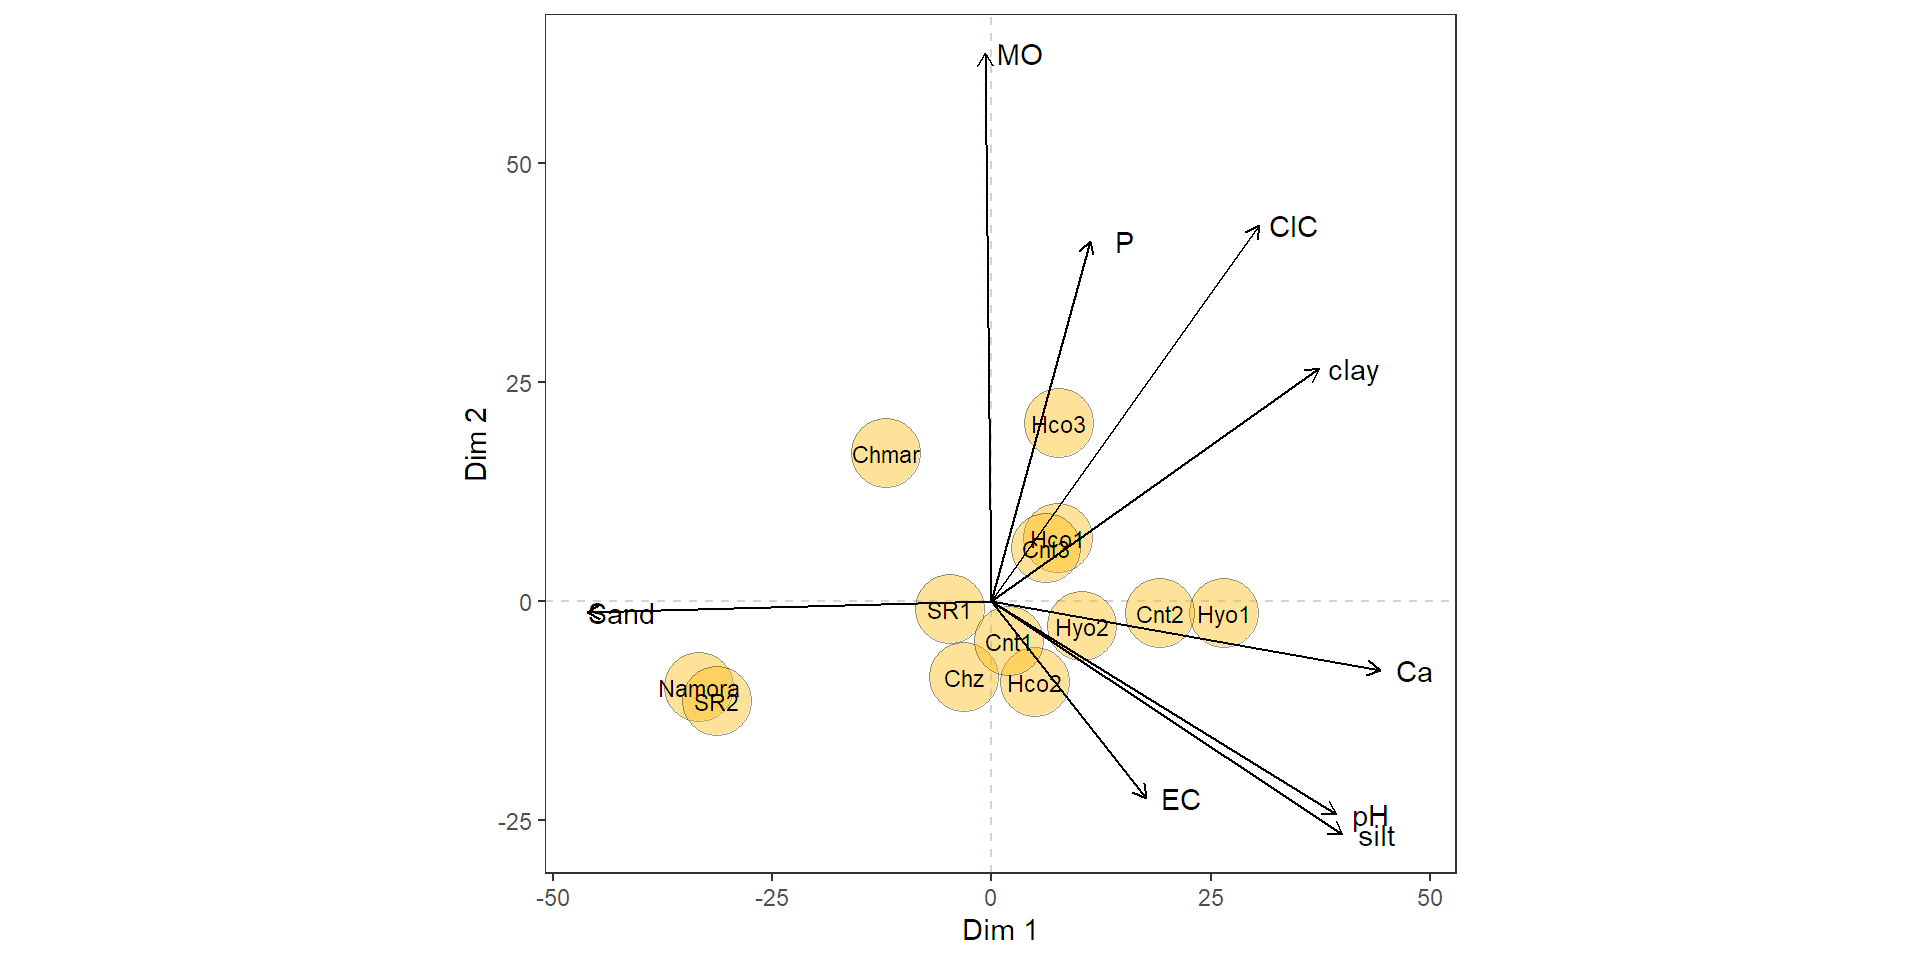 MO
50
CIC
P
clay
25
Hco3
Chmar
Dim 2
Hco1
Cnt3
0
SR1
Sand
Cnt2
Hyo1
Hyo2
Cnt1
Ca
Chz
Hco2
Namora
SR2
EC
pH
-25
silt
-50
-25
0
25
50
Dim 1